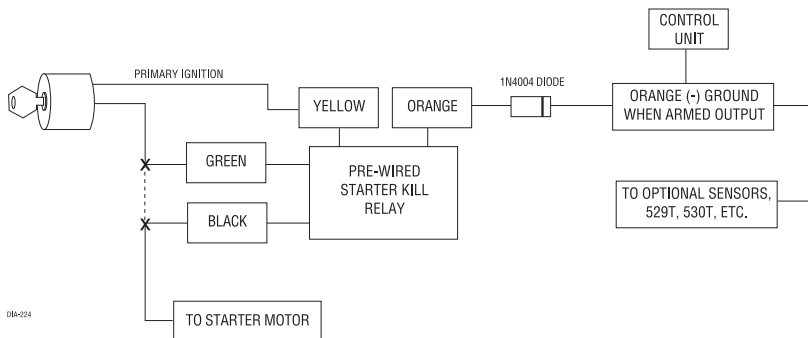 CONTROL
UNIT
PRIMARY IGNITION
1N4004 DIODE
YELLOW
ORANGE
ORANGE (-) GROUND
WHEN ARMED OUTPUT
GREEN
PRE-WIRED
STARTER KILL
RELAY
X
TO OPTIONAL SENSORS,
529T, 530T, ETC.
BLACK
X
DIA-224
TO STARTER MOTOR